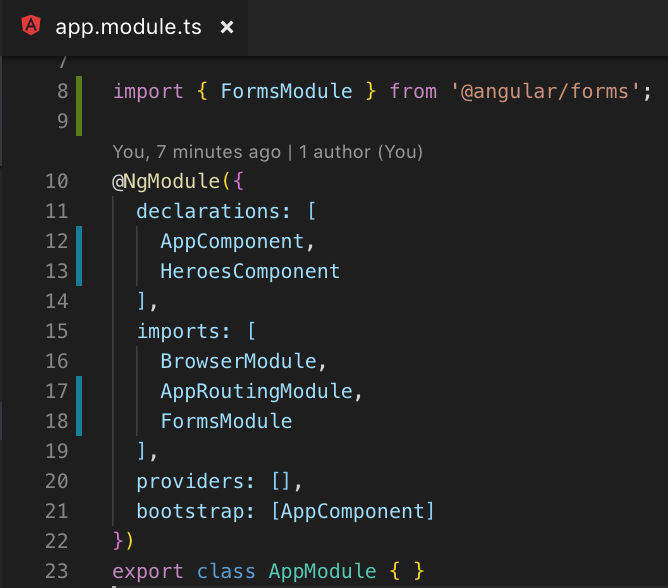 app.module.ts ×
7
8 import { FormsModule } from '@angular/forms';
9
You, 7 minutes ago | 1 author (You)
10 @NgModule({
11   declarations: [
12     AppComponent,
13     HeroesComponent
14   ],
15   imports: [
16     BrowserModule,
17     AppRoutingModule,
18     FormsModule
19   ],
20   providers: [],
21   bootstrap: [AppComponent]
22 })
23 export class AppModule { }